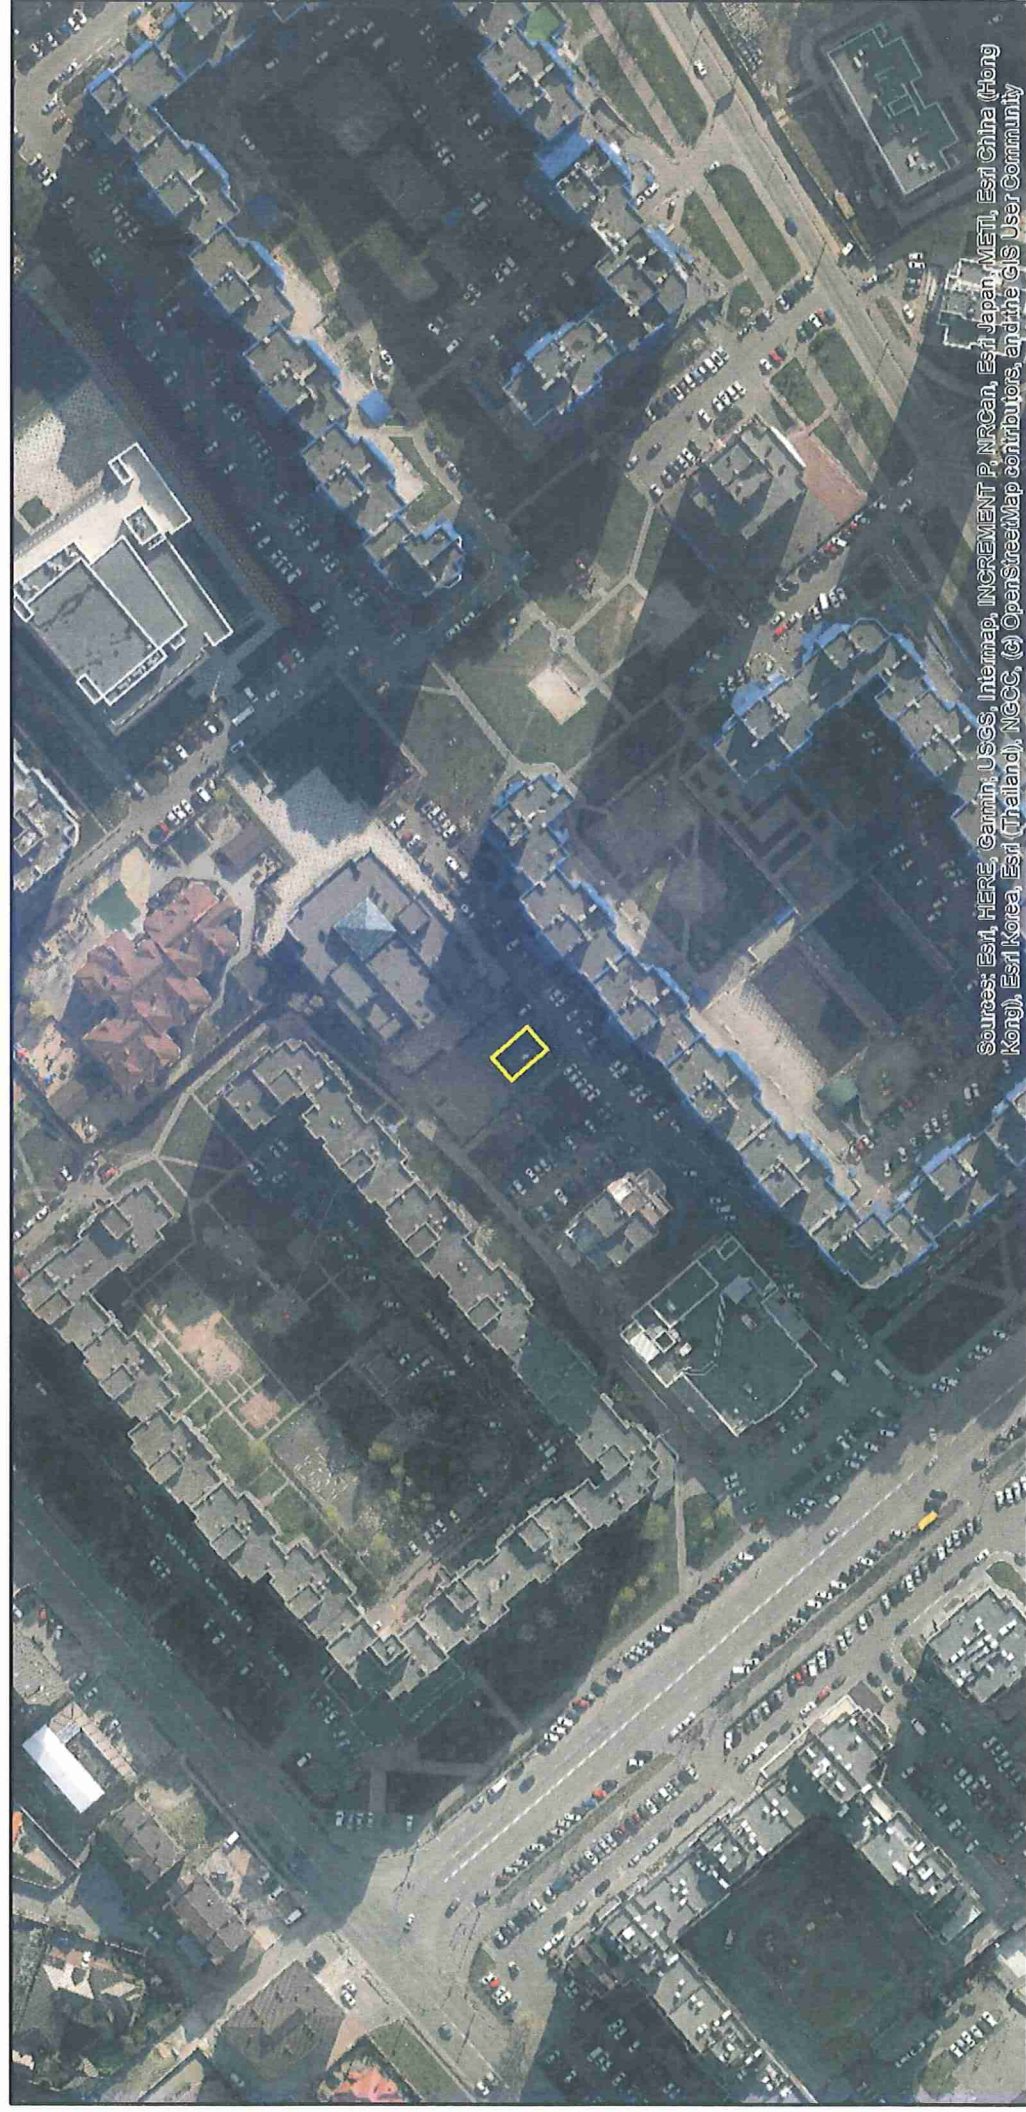 Sources: Esri, HERE, Garmin, USGS, Intermap, INCREMENT P, NRCan, Esri Japan, METI, Esri China (Hong
Kong), Esri Korea, Esri (Thailand), NGCC, (c) OpenStreetMap contributors, and the GIS User Community